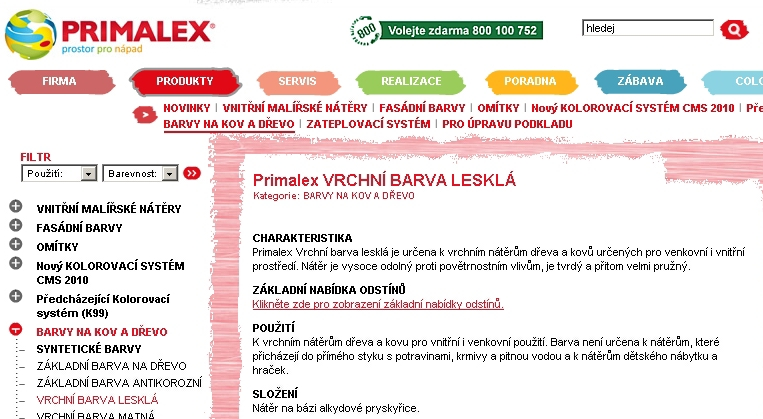 PRIMALEX®
prostor pro nápad
800
Volejte zdarma 800 100 752
hledej
FIRMA
PRODUKTY
SERVIS
REALIZACE
PORADNA
ZÁBAVA
COLO
NOVINKY | VNITŘNÍ MALÍŘSKÉ NÁTĚRY | FASÁDNÍ BARVY | OMÍTKY | Nový KOLOROVACÍ SYSTÉM CMS 2010 | Pře
BARVY NA KOV A DŘEVO | ZATEPLOVACÍ SYSTÉM | PRO ÚPRAVU PODKLADU
FILTR
Použití:
Barevnost:
VNITŘNÍ MALÍŘSKÉ NÁTĚRY
FASÁDNÍ BARVY
OMÍTKY
Nový KOLOROVACÍ SYSTÉM
CMS 2010
Předcházející Kolorovací
systém (K99)
BARVY NA KOV A DŘEVO
SYNTETICKÉ BARVY
ZÁKLADNÍ BARVA NA DŘEVO
ZÁKLADNÍ BARVA ANTIKOROZNÍ
VRCHNÍ BARVA LESKLÁ
VRCHNÍ BARVA MATNÁ
Primalex VRCHNÍ BARVA LESKLÁ
Kategorie: BARVY NA KOV A DŘEVO
CHARAKTERISTIKA
Primalex Vrchní barva lesklá je určena k vrchním nátěrům dřeva a kovů určených pro venkovní i vnitřní
prostředí. Nátěr je vysoce odolný proti povětrnostním vlivům, je tvrdý a přitom velmi pružný.
ZÁKLADNÍ NABÍDKA ODSTÍNŮ
Klikněte zde pro zobrazení základní nabídky odstínů.
POUŽITÍ
K vrchním nátěrům dřeva a kovu pro vnitřní i venkovní použití. Barva není určena k nátěrům, které
přicházejí do přímého styku s potravinami, krmivy a pitnou vodou a k nátěrům dětského nábytku a
hraček.
SLOŽENÍ
Nátěr na bázi alkydové pryskyřice.